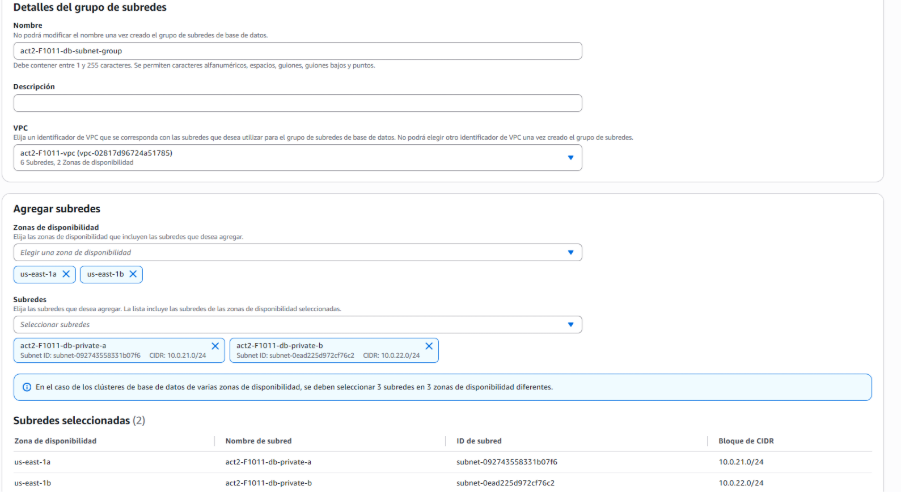 Detalles del grupo de subredes
Nombre
No podrá modificar el nombre una vez creado el grupo de subredes de base de datos.
act2-F1011-db-subnet-group
Debe contener entre 1 y 255 caracteres. Se permiten caracteres alfanuméricos, espacios, guiones, guiones bajos y puntos.
Descripción
VPC
Elija un identificador de VPC que se corresponda con las subredes que desea utilizar para el grupo de subredes de base de datos. No podrá elegir otro identificador de VPC una vez creado el grupo de subredes.
act2-F1011-vpc (vpc-02817d96724a51785)
6 Subredes, 2 Zonas de disponibilidad
Agregar subredes
Zonas de disponibilidad
Elija las zonas de disponibilidad que incluyen las subredes que desea agregar.
Elegir una zona de disponibilidad
us-east-1a us-east-1b
Subredes
Elija las subredes que desea agregar. La lista incluye las subredes de las zonas de disponibilidad seleccionadas.
Seleccionar subredes
act2-F1011-db-private-a act2-F1011-db-private-b
Subnet ID: subnet-092743558331b07f6 CIDR: 10.0.21.0/24 Subnet ID: subnet-0ead225d972cf76c2 CIDR: 10.0.22.0/24
En el caso de los clústeres de base de datos de varias zonas de disponibilidad, se deben seleccionar 3 subredes en 3 zonas de disponibilidad diferentes.
Subredes seleccionadas (2)
Zona de disponibilidad Nombre de subred ID de subred Bloque de CIDR
us-east-1a act2-F1011-db-private-a subnet-092743558331b07f6 10.0.21.0/24
us-east-1b act2-F1011-db-private-b subnet-0ead225d972cf76c2 10.0.22.0/24